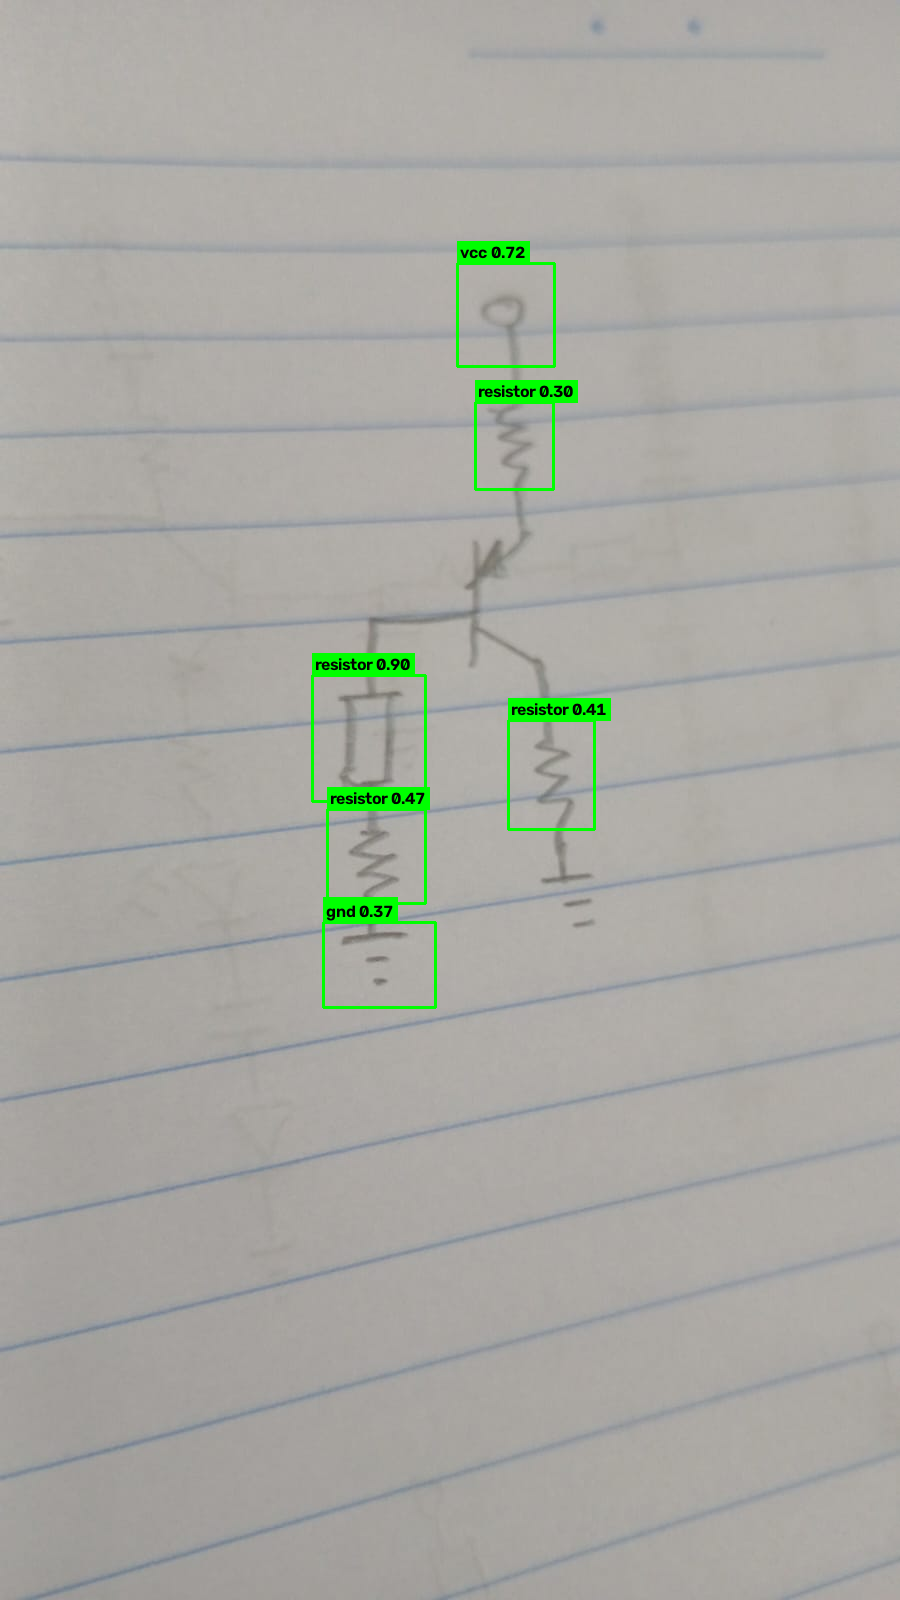 vcc 0.72
resistor 0.30
resistor 0.90
resistor 0.41
resistor 0.47
gnd 0.37